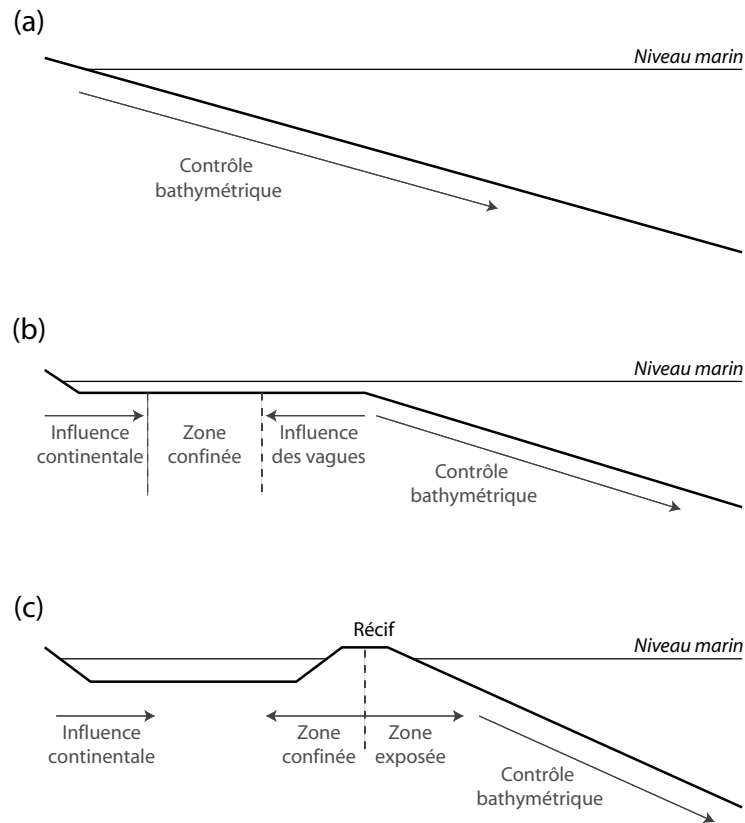 (a)
Niveau marin
Contrôle
bathymétrique
(b)
Niveau marin
Influence
continentale
Zone
confinée
Influence
des vagues
Contrôle
bathymétrique
(c)
Récif
Niveau marin
Influence
continentale
Zone
confinée
Zone
exposée
Contrôle
bathymétrique